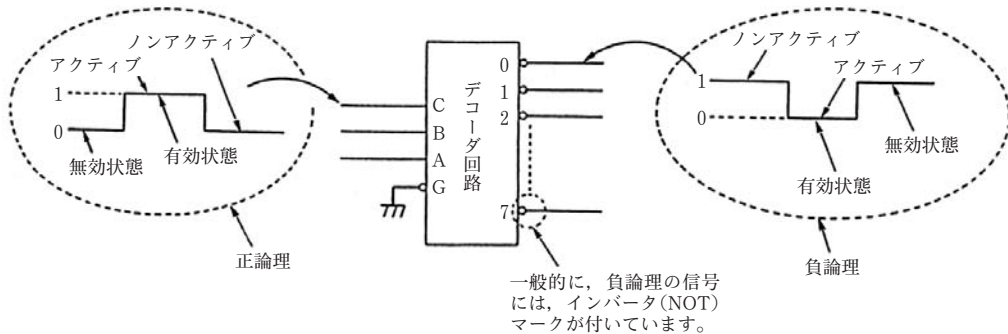 ノンアクティブ
アクティブ
1
0
無効状態
有効状態
正論理
C
B
A
G
デコーダ回路
0
1
2
7
一般的に，負論理の信号
には，インバータ(NOT)
マークが付いています。
ノンアクティブ
アクティブ
1
0
無効状態
有効状態
負論理